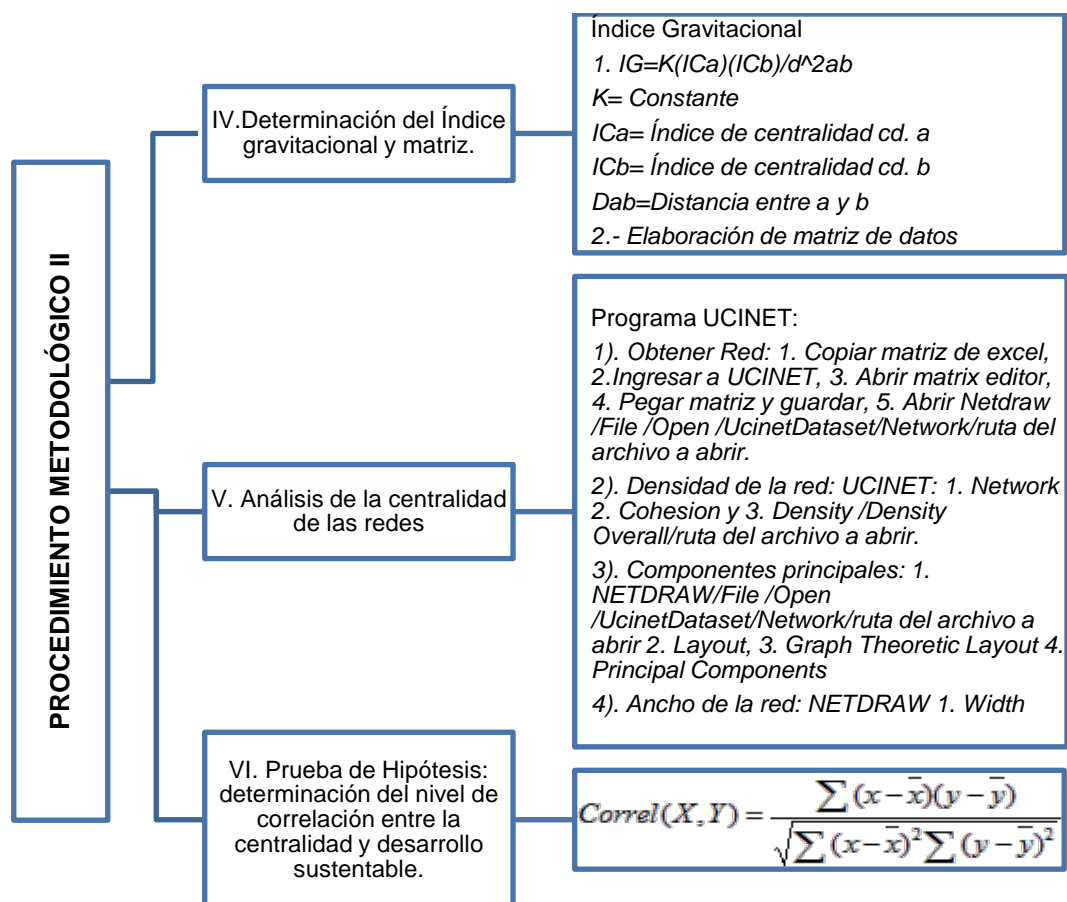 PROCEDIMIENTO METODOLÓGICO II
IV.Determinación del Índice
gravitacional y matriz.
Índice Gravitacional
1. IG=K(ICa)(ICb)/d^2ab
K= Constante
ICa= Índice de centralidad cd. a
ICb= Índice de centralidad cd. b
Dab=Distancia entre a y b
2.- Elaboración de matriz de datos
V. Análisis de la centralidad
de las redes
Programa UCINET:
1). Obtener Red: 1. Copiar matriz de excel,
2.Ingresar a UCINET, 3. Abrir matrix editor,
4. Pegar matriz y guardar, 5. Abrir Netdraw
/File /Open /UcinetDataset/Network/ruta del
archivo a abrir.
2). Densidad de la red: UCINET: 1. Network
2. Cohesion y 3. Density /Density
Overall/ruta del archivo a abrir.
3). Componentes principales: 1.
NETDRAW/File /Open
/UcinetDataset/Network/ruta del archivo a
abrir 2. Layout, 3. Graph Theoretic Layout 4.
Principal Components
4). Ancho de la red: NETDRAW 1. Width
VI. Prueba de Hipótesis:
determinación del nivel de
correlación entre la
centralidad y desarrollo
sustentable.
Correl(X,Y) = ∑(x-x̅)(y-y̅) / √∑(x-x̅)²∑(y-y̅)²